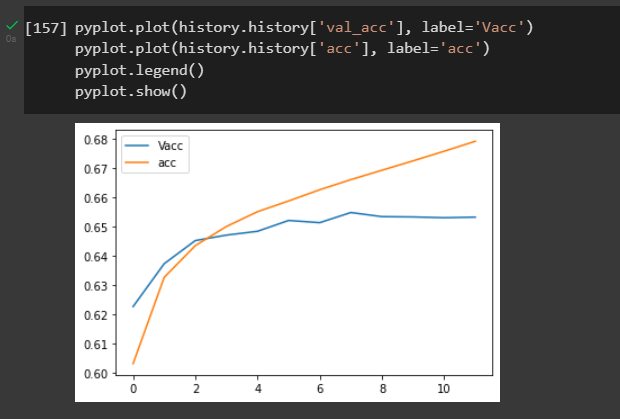 [157] pyplot.plot(history.history['val_acc'], label='Vacc')
0s
pyplot.plot(history.history['acc'], label='acc')
pyplot.legend()
pyplot.show()
0.68
Vacc
acc
0.67
0.66
0.65
0.64
0.63
0.62
0.61
0.60
0 2 4 6 8 10